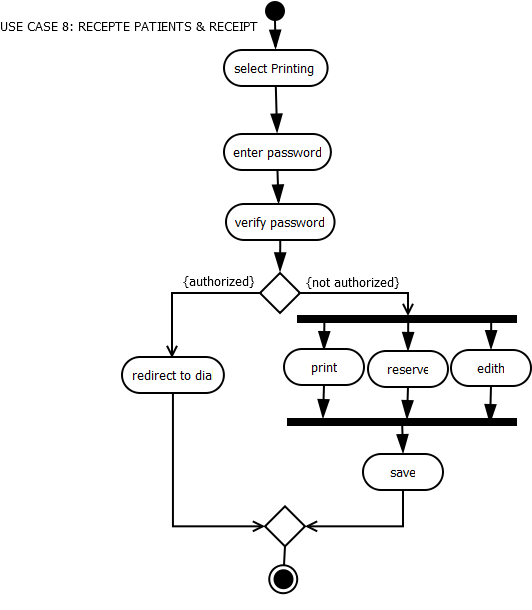 USE CASE 8: RECEPTE PATIENTS & RECEIPT
select Printing
enter password
verify password
{authorized}
{not authorized}
redirect to dia
print
reserve
edith
save